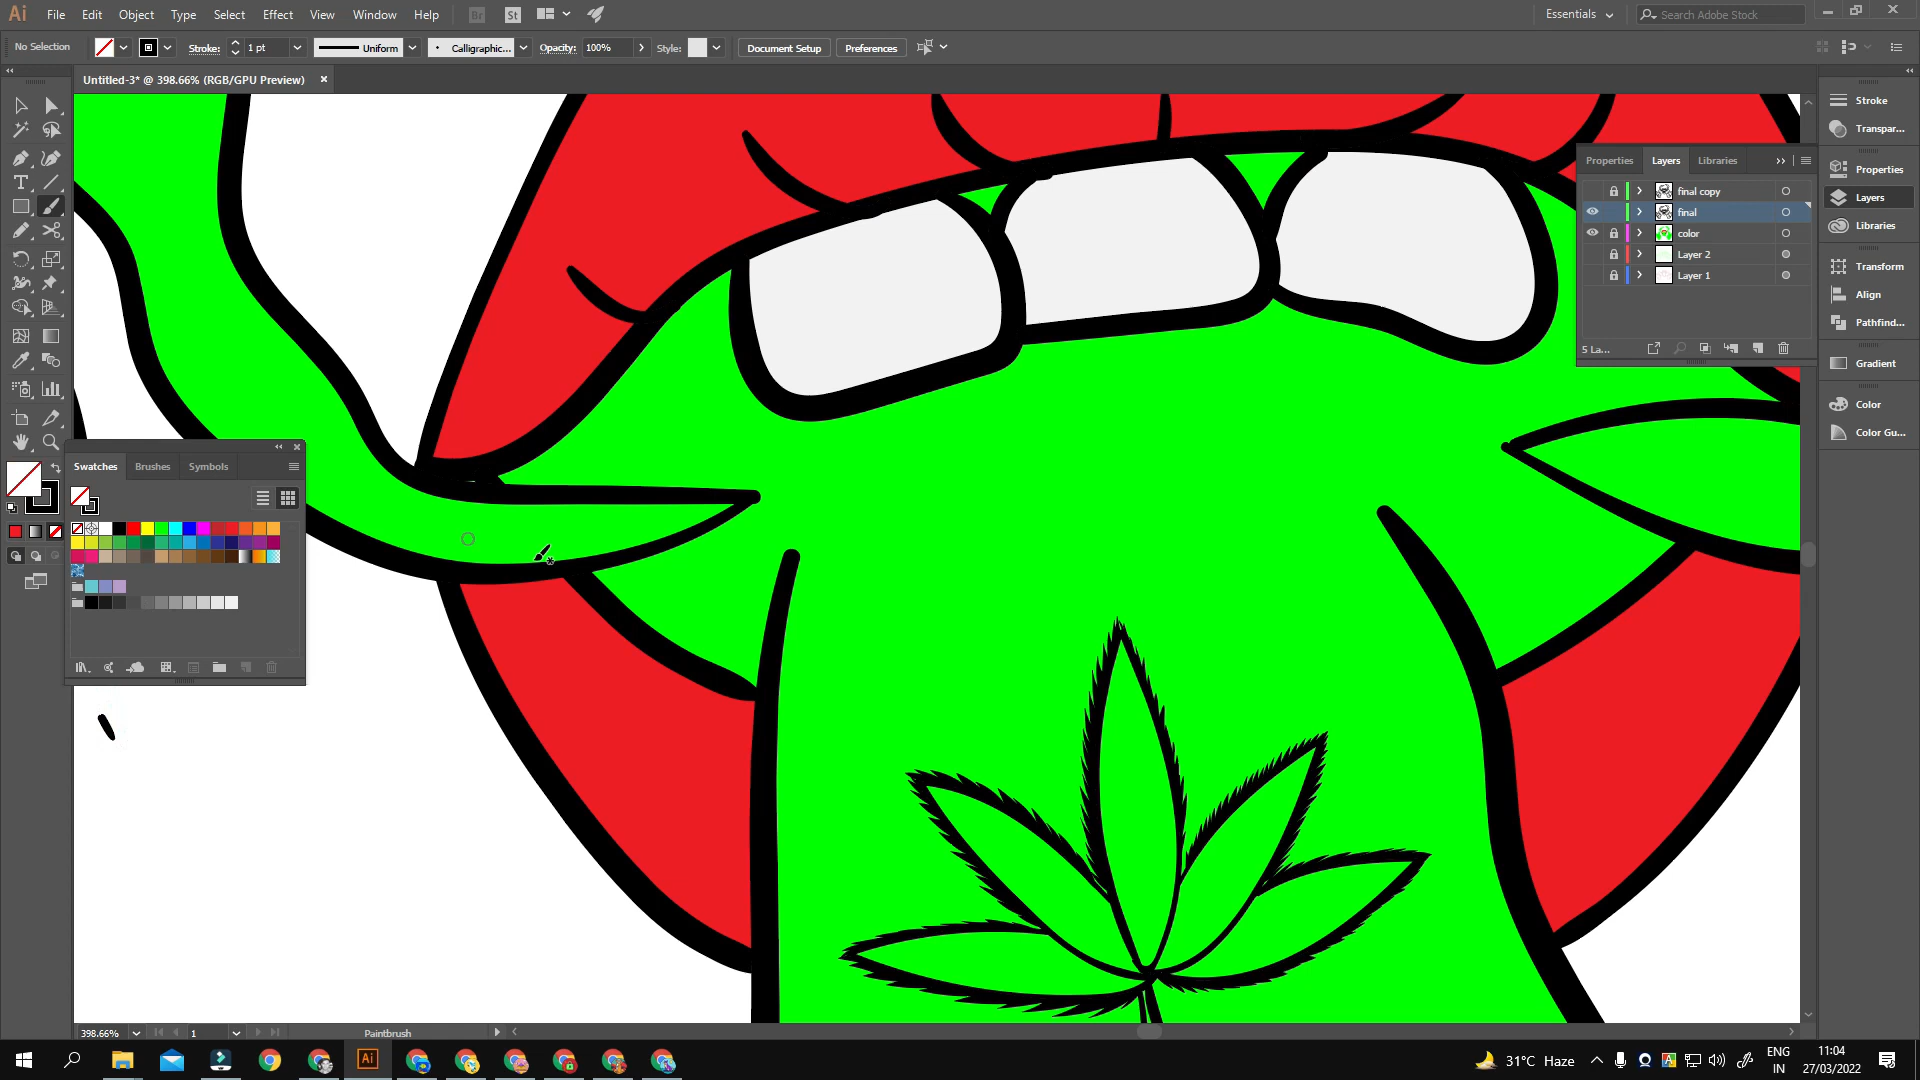 Ai File Edit Object Type Select Effect View Window Help Br St Essentials Search Adobe Stock
No Selection Stroke: 1 pt Uniform Calligraphic... Opacity: 100% Style: Document Setup Preferences
Untitled-3* @ 398.66% (RGB/GPU Preview)
Stroke
Transpar...
Properties Layers Libraries
Properties
final copy
Layers
final
Libraries
color
Layer 2
Transform
Layer 1
Align
Pathfind...
5 La...
Gradient
Color
Color Gu...
Swatches Brushes Symbols
398.66% 1 Paintbrush
Ai 31°C Haze ENG 11:04
IN 27/03/2022